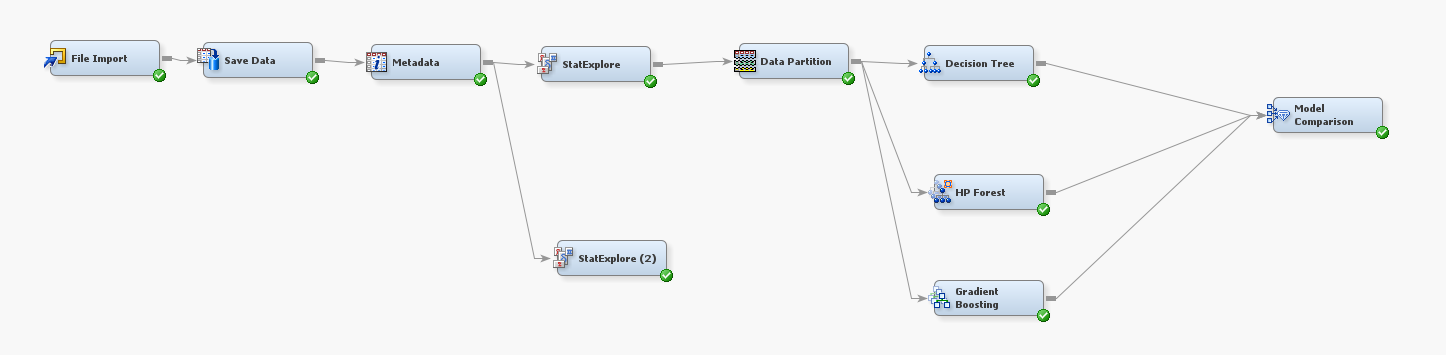 File Import
Save Data
Metadata
StatExplore
Data Partition
Decision Tree
Model
Comparison
HP Forest
StatExplore (2)
Gradient
Boosting